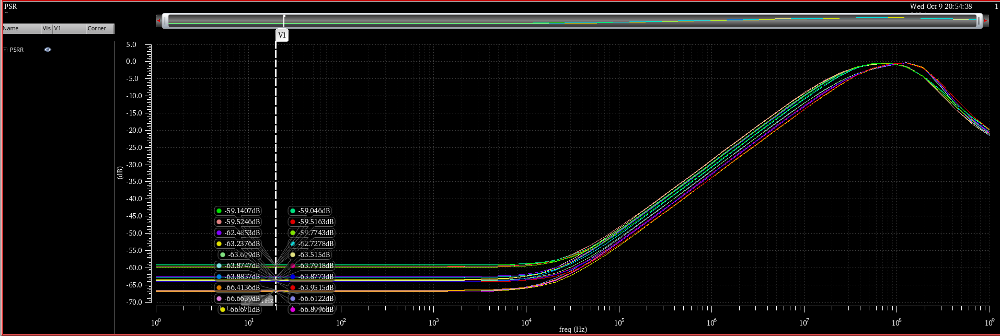 PSR
Wed Oct 9 20:54:38 1
Name Vis V1 Corner
V1
PSRR
5.0
0.0
-5.0
-10.0
-15.0
-20.0
-25.0
-30.0
-35.0
-40.0
-45.0
-50.0
-55.0
-60.0
-65.0
-70.0
(dB)
-59.1407dB -59.046dB
-59.5246dB -59.5163dB
-62.4853dB -59.7743dB
-63.2376dB -62.7278dB
-63.699dB -63.515dB
-63.8747dB -63.7918dB
-63.8837dB -63.8773dB
-66.4136dB -63.9515dB
-66.6639dB -66.6122dB
Hz
-66.671dB -66.8996dB
10⁰ 10¹ 10² 10³ 10⁴ 10⁵ 10⁶ 10⁷ 10⁸ 10⁹
freq (Hz)